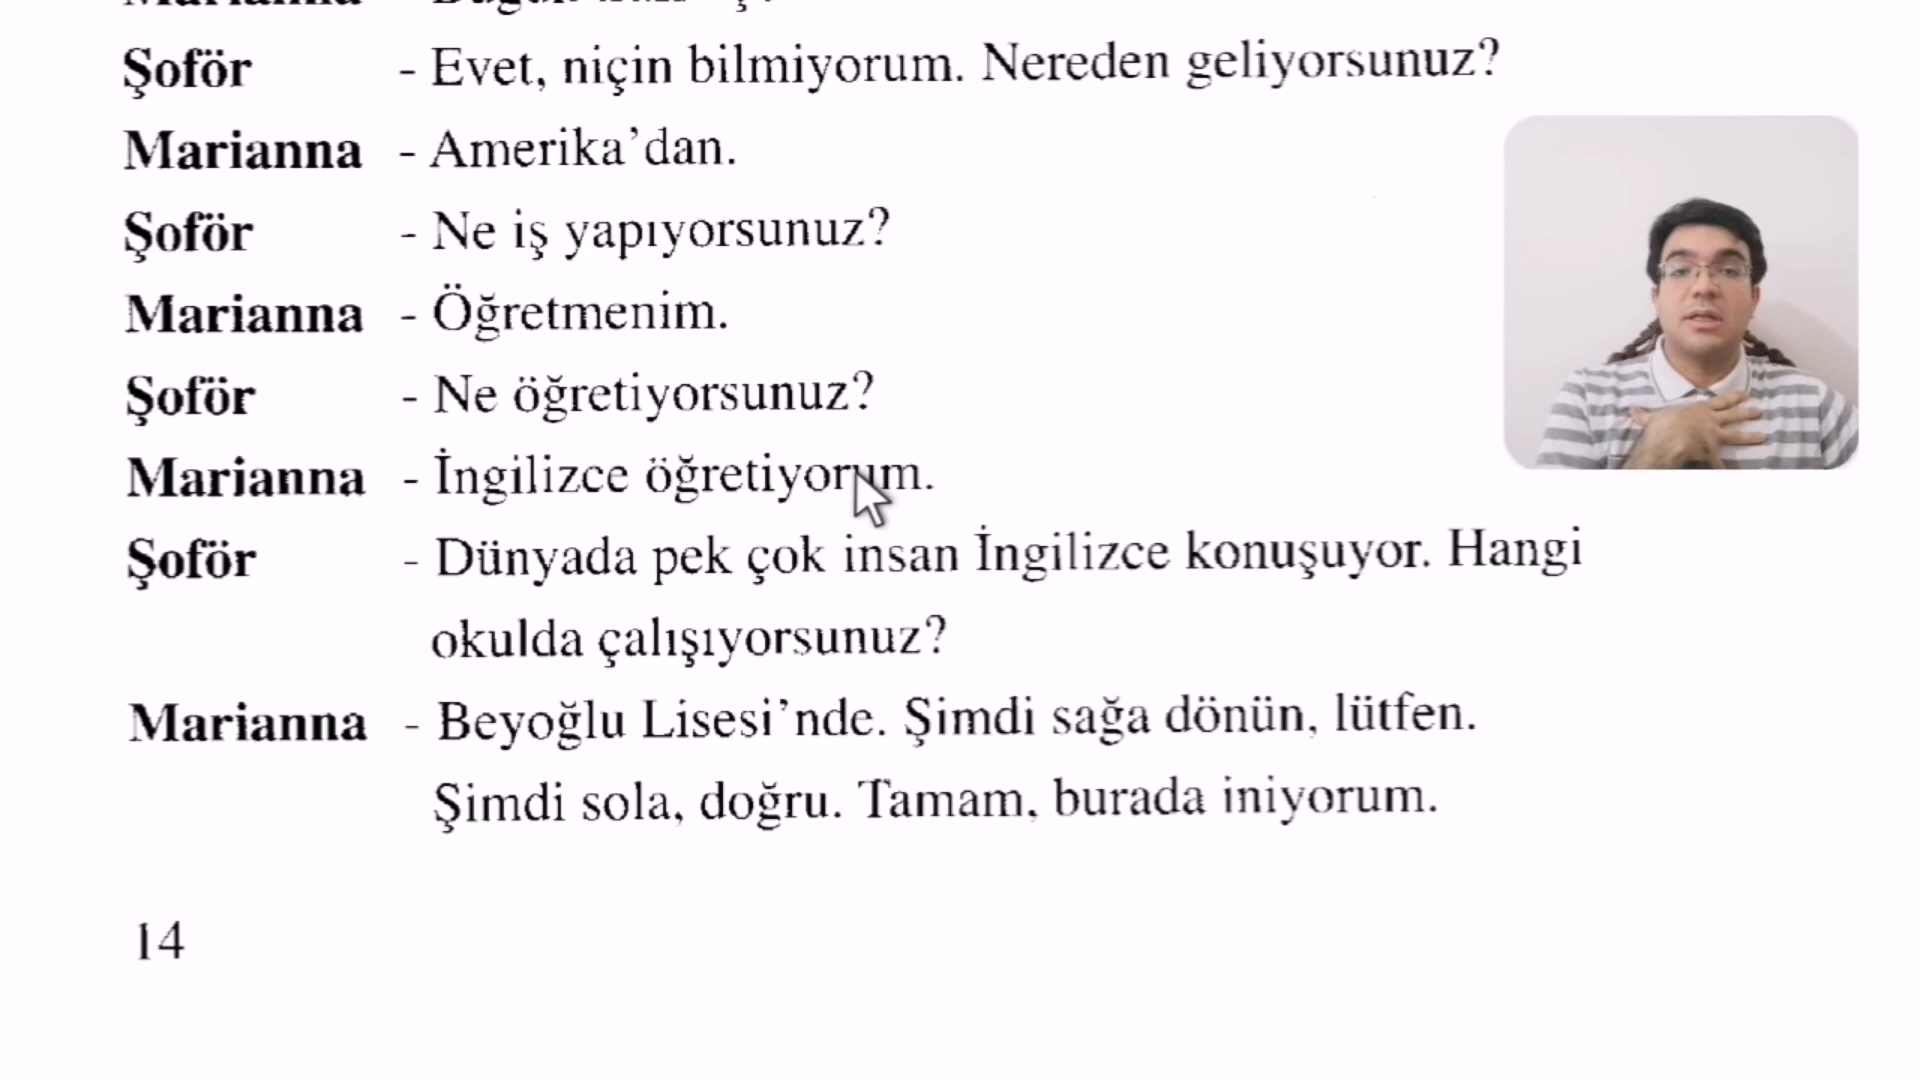 Şoför - Evet, niçin bilmiyorum. Nereden geliyorsunuz?
Marianna - Amerika'dan.
Şoför - Ne iş yapıyorsunuz?
Marianna - Öğretmenim.
Şoför - Ne öğretiyorsunuz?
Marianna - İngilizce öğretiyorum.
Şoför - Dünyada pek çok insan İngilizce konuşuyor. Hangi
okulda çalışıyorsunuz?
Marianna - Beyoğlu Lisesi'nde. Şimdi sağa dönün, lütfen.
Şimdi sola, doğru. Tamam, burada iniyorum.
14